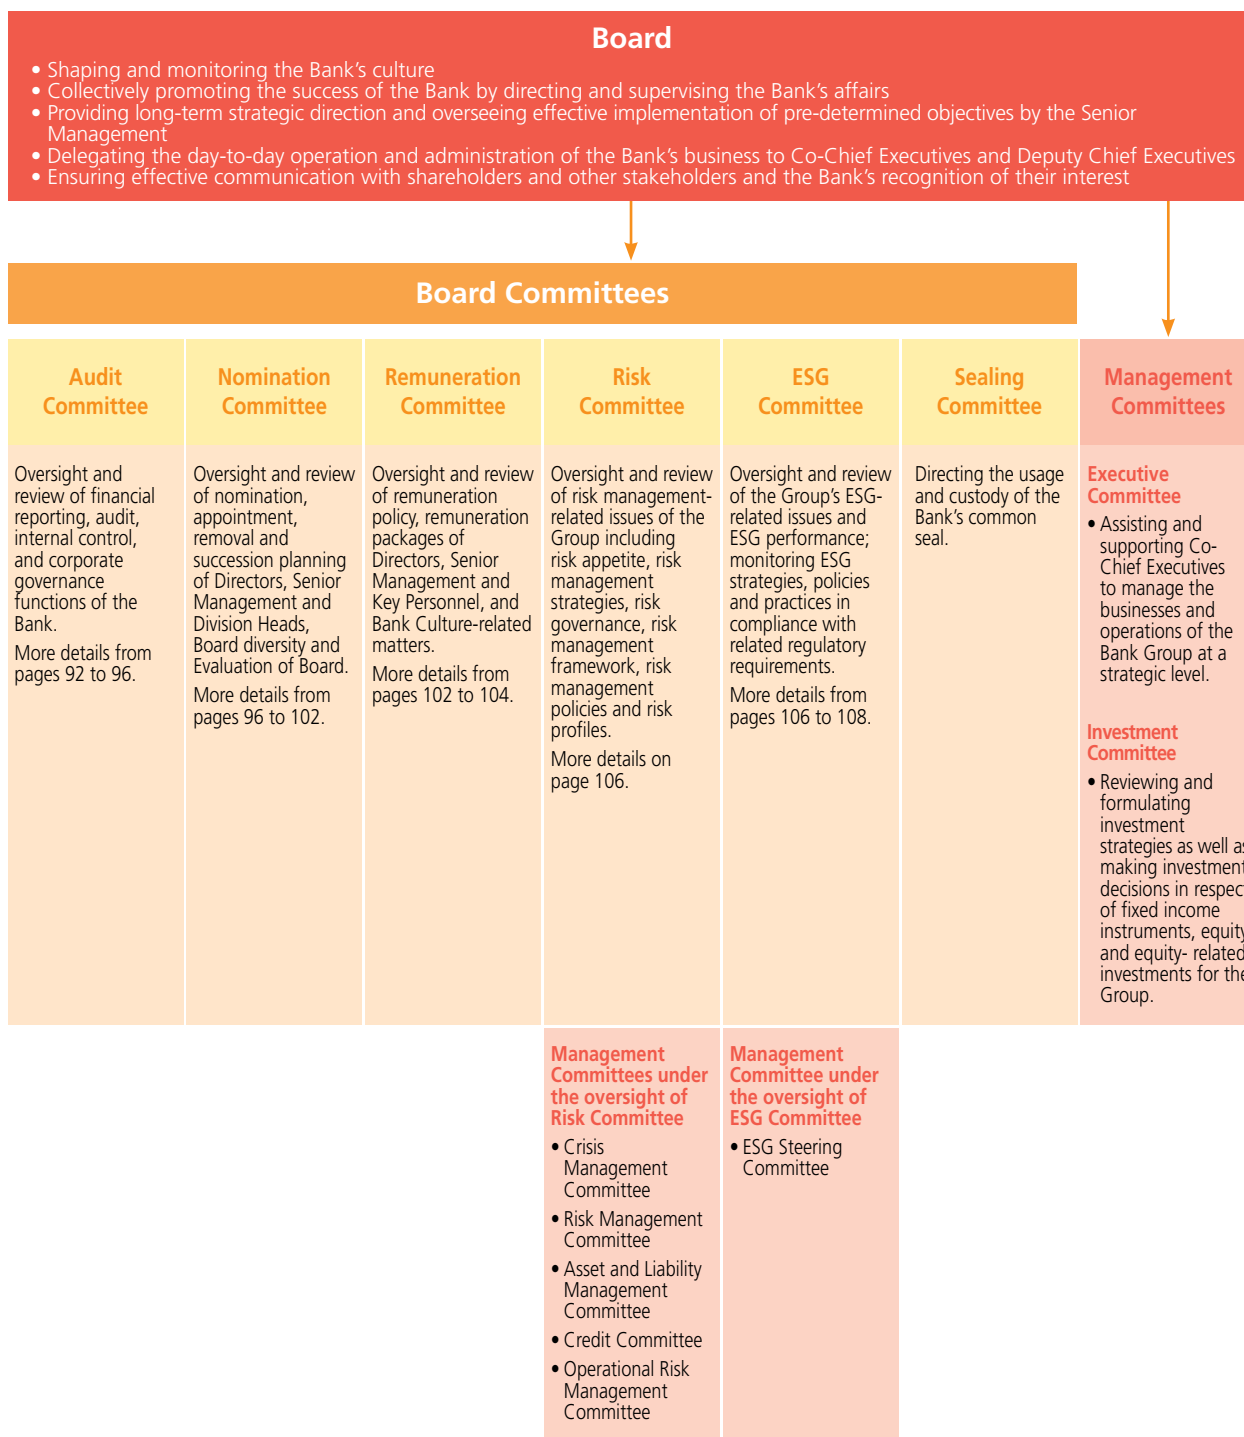 Board
• Shaping and monitoring the Bank's culture
• Collectively promoting the success of the Bank by directing and supervising the Bank's affairs
• Providing long-term strategic direction and overseeing effective implementation of pre-determined objectives by the Senior
Management
• Delegating the day-to-day operation and administration of the Bank's business to Co-Chief Executives and Deputy Chief Executives
• Ensuring effective communication with shareholders and other stakeholders and the Bank's recognition of their interest
Board Committees
Audit
Committee
Oversight and
review of financial
reporting, audit,
internal control,
and corporate
governance
functions of the
Bank.
More details from
pages 92 to 96.
Nomination
Committee
Oversight and review
of nomination,
appointment,
removal and
succession planning
of Directors, Senior
Management and
Division Heads,
Board diversity and
Evaluation of Board.
More details from
pages 96 to 102.
Remuneration
Committee
Oversight and review
of remuneration
policy, remuneration
packages of
Directors, Senior
Management and
Key Personnel, and
Bank Culture-related
matters.
More details from
pages 102 to 104.
Risk
Committee
Oversight and review
of risk management-
related issues of the
Group including
risk appetite, risk
management
strategies, risk
governance, risk
management
framework, risk
management
policies and risk
profiles.
More details on
page 106.
Management
Committees under
the oversight of
Risk Committee
• Crisis
Management
Committee
• Risk Management
Committee
• Asset and Liability
Management
Committee
• Credit Committee
• Operational Risk
Management
Committee
ESG
Committee
Oversight and review
of the Group's ESG-
related issues and
ESG performance;
monitoring ESG
strategies, policies
and practices in
compliance with
related regulatory
requirements.
More details from
pages 106 to 108.
Management
Committee under
the oversight of
ESG Committee
• ESG Steering
Committee
Sealing
Committee
Directing the usage
and custody of the
Bank's common
seal.
Management
Committees
Executive
Committee
• Assisting and
supporting Co-
Chief Executives
to manage the
businesses and
operations of the
Bank Group at a
strategic level.
Investment
Committee
• Reviewing and
formulating
investment
strategies as well as
making investment
decisions in respect
of fixed income
instruments, equity
and equity- related
investments for the
Group.